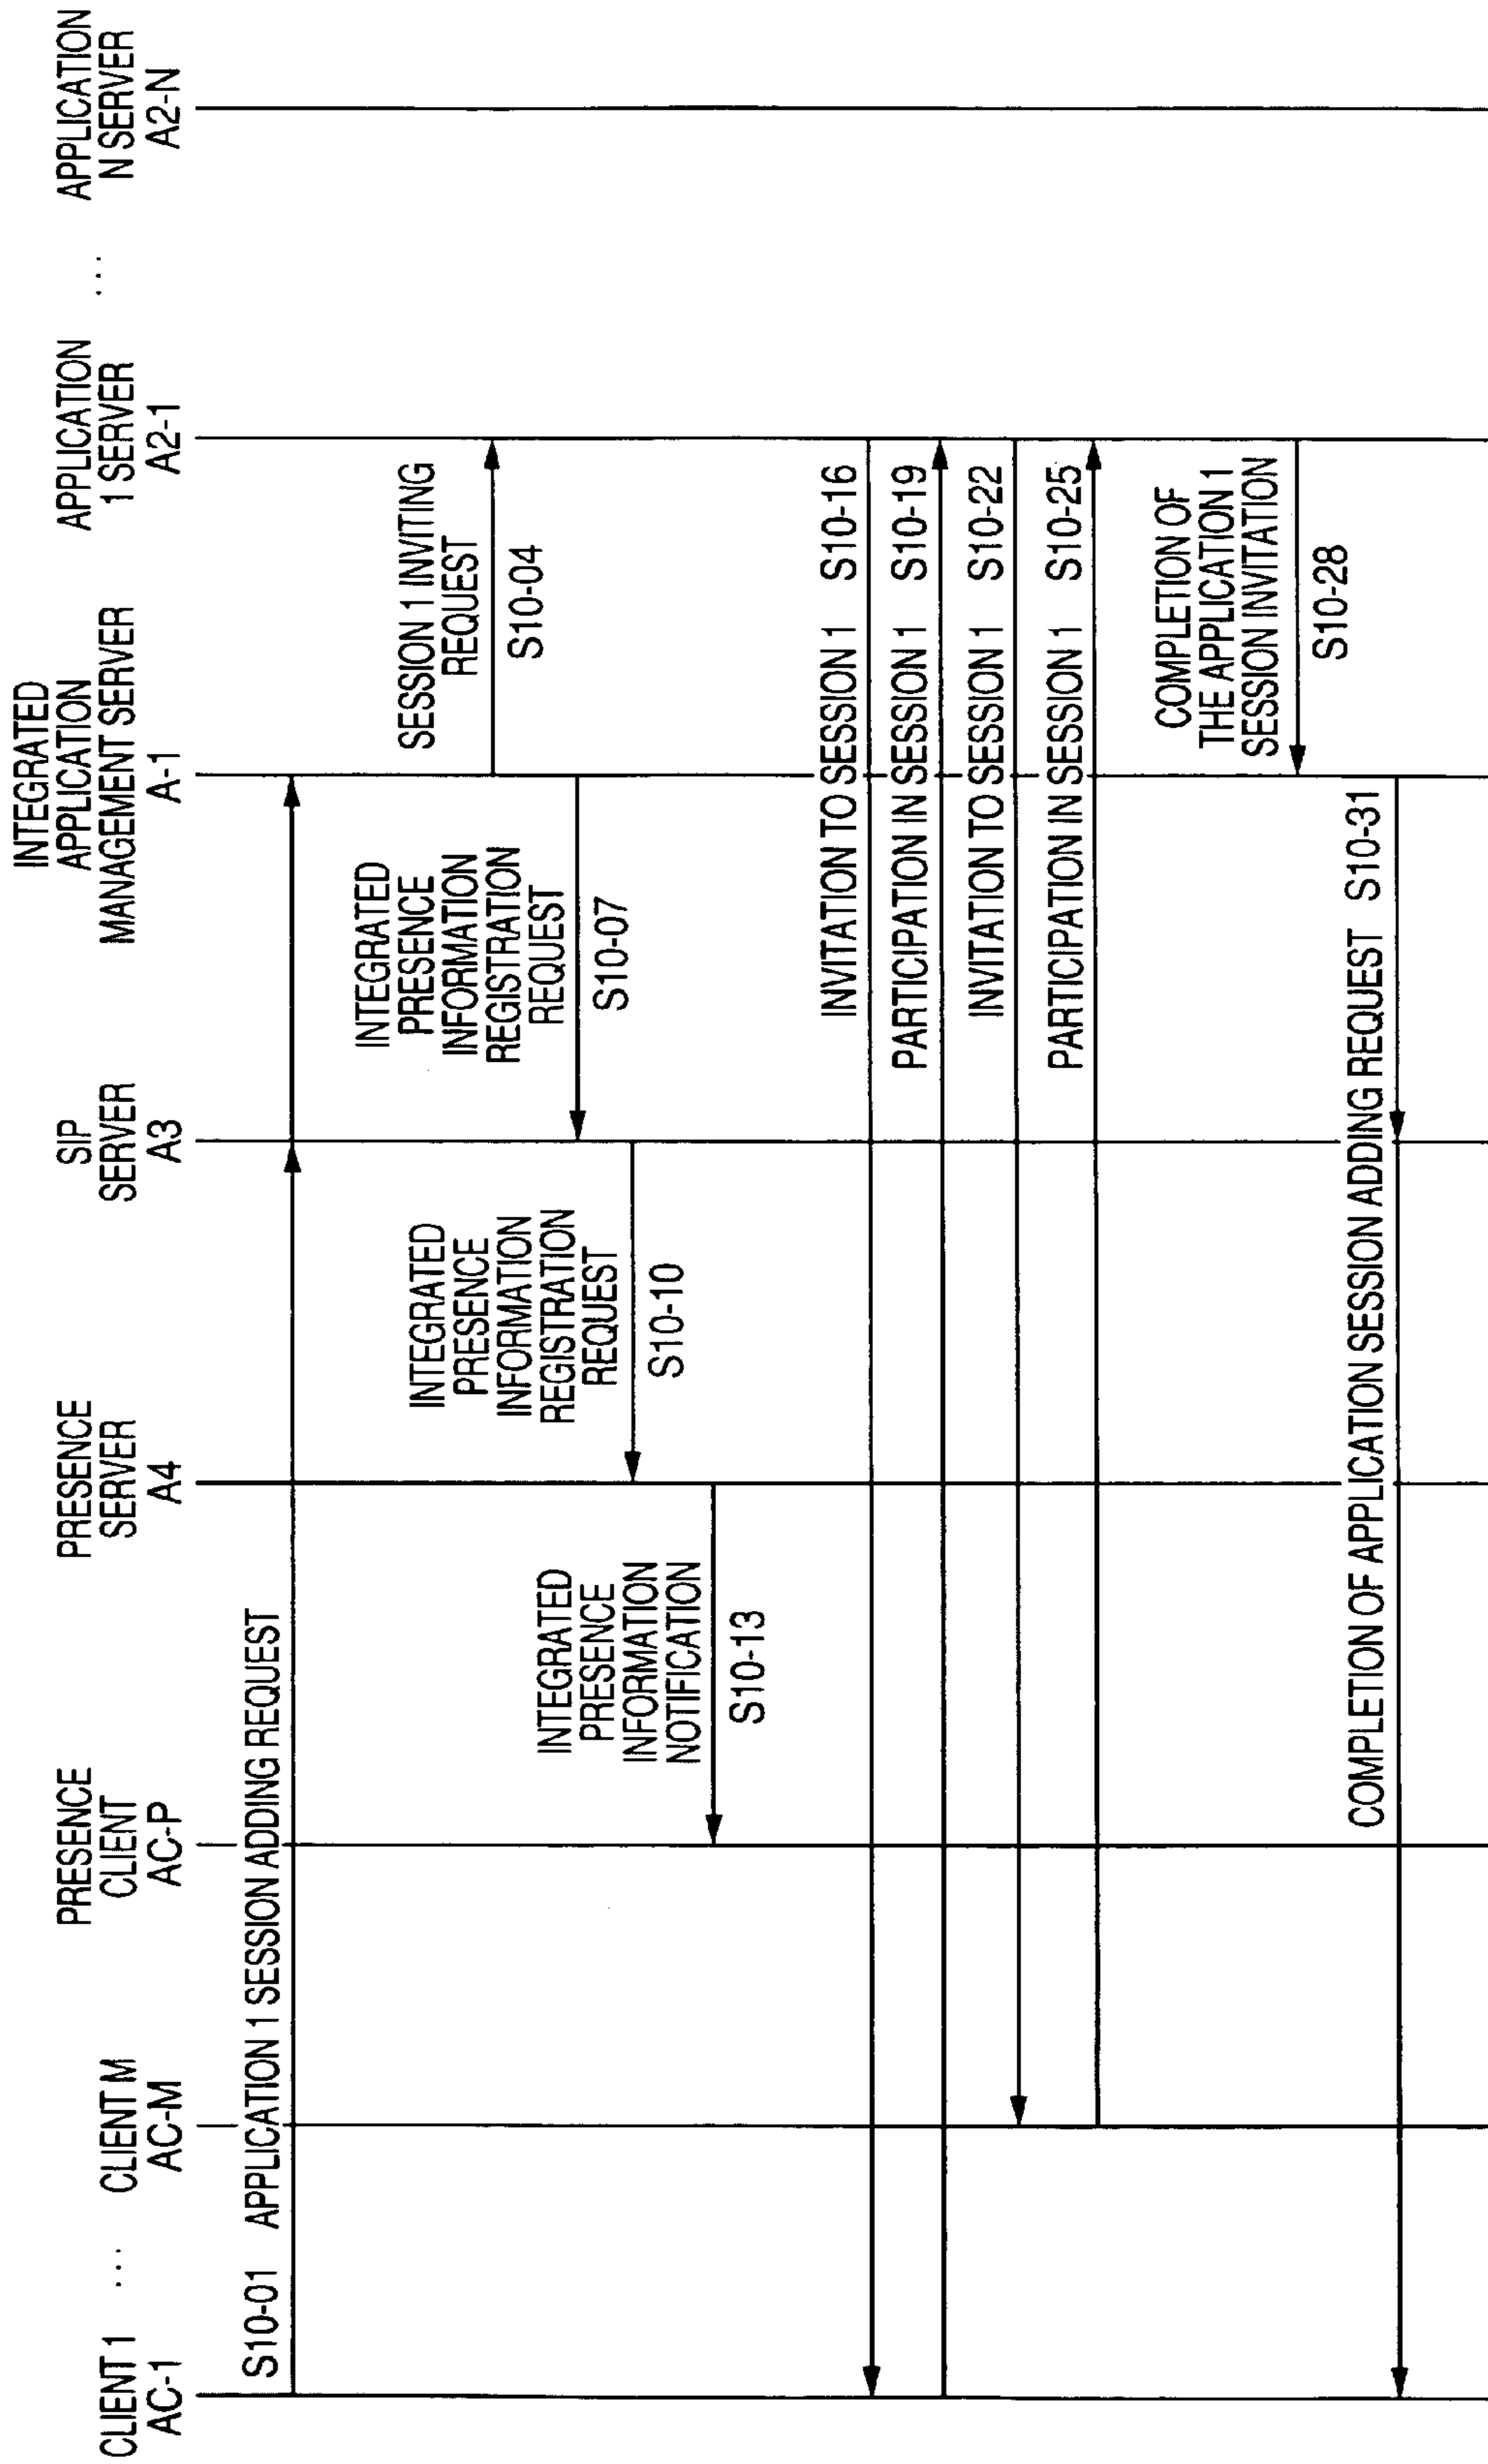 CLIENT 1
AC-1
...
CLIENT M
AC-M
PRESENCE
CLIENT
AC-P
PRESENCE
SERVER
A4
SIP
SERVER
A3
INTEGRATED
APPLICATION
MANAGEMENT SERVER
A-1
APPLICATION
1 SERVER
A2-1
...
APPLICATION
N SERVER
A2-N
S10-01 APPLICATION 1 SESSION ADDING REQUEST
SESSION 1 INVITING
REQUEST
S10-04
INTEGRATED
PRESENCE
INFORMATION
REGISTRATION
REQUEST
S10-07
INTEGRATED
PRESENCE
INFORMATION
REGISTRATION
REQUEST
S10-10
INTEGRATED
PRESENCE
INFORMATION
NOTIFICATION
S10-13
INVITATION TO SESSION 1 S10-16
PARTICIPATION IN SESSION 1 S10-19
INVITATION TO SESSION 1 S10-22
PARTICIPATION IN SESSION 1 S10-25
COMPLETION OF
THE APPLICATION 1
SESSION INVITATION
S10-28
COMPLETION OF APPLICATION SESSION ADDING REQUEST S10-31